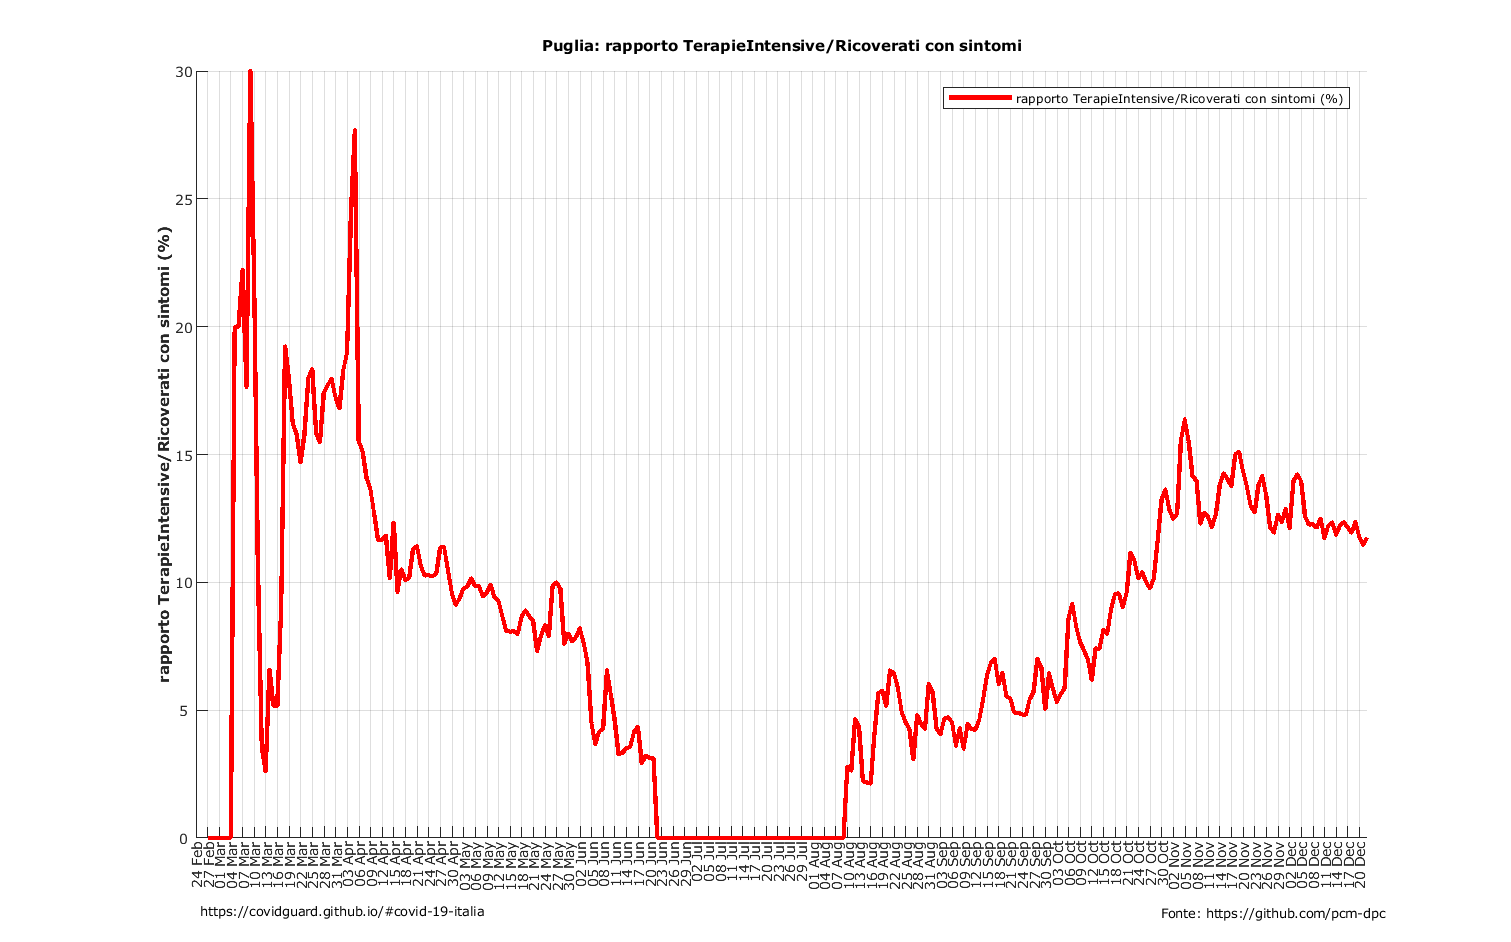 Puglia: rapporto TerapieIntensive/Ricoverati con sintomi
rapporto TerapieIntensive/Ricoverati con sintomi (%)
rapporto TerapieIntensive/Ricoverati con sintomi (%)
30
25
20
15
10
5
0
24 Feb
27 Feb
01 Mar
04 Mar
07 Mar
10 Mar
13 Mar
16 Mar
19 Mar
22 Mar
25 Mar
28 Mar
31 Mar
03 Apr
06 Apr
09 Apr
12 Apr
15 Apr
18 Apr
21 Apr
24 Apr
27 Apr
30 Apr
03 May
06 May
09 May
12 May
15 May
18 May
21 May
24 May
27 May
30 May
02 Jun
05 Jun
08 Jun
11 Jun
14 Jun
17 Jun
20 Jun
23 Jun
26 Jun
29 Jun
02 Jul
05 Jul
08 Jul
11 Jul
14 Jul
17 Jul
20 Jul
23 Jul
26 Jul
29 Jul
01 Aug
04 Aug
07 Aug
10 Aug
13 Aug
16 Aug
19 Aug
22 Aug
25 Aug
28 Aug
31 Aug
03 Sep
06 Sep
09 Sep
12 Sep
15 Sep
18 Sep
21 Sep
24 Sep
27 Sep
30 Sep
03 Oct
06 Oct
09 Oct
12 Oct
15 Oct
18 Oct
21 Oct
24 Oct
27 Oct
30 Oct
02 Nov
05 Nov
08 Nov
11 Nov
14 Nov
17 Nov
20 Nov
23 Nov
26 Nov
29 Nov
02 Dec
05 Dec
08 Dec
11 Dec
14 Dec
17 Dec
20 Dec
https://covidguard.github.io/#covid-19-italia
Fonte: https://github.com/pcm-dpc